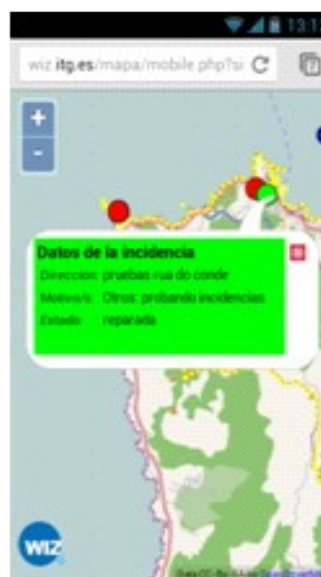 13:13
wiz.itg.es/mapa/mobile.php?si
+
-
Datos de la incidencia
Dirección: pruebas rua do conde
Motivo/s: Otros: probando incidencias
Estado: reparada
WIZ